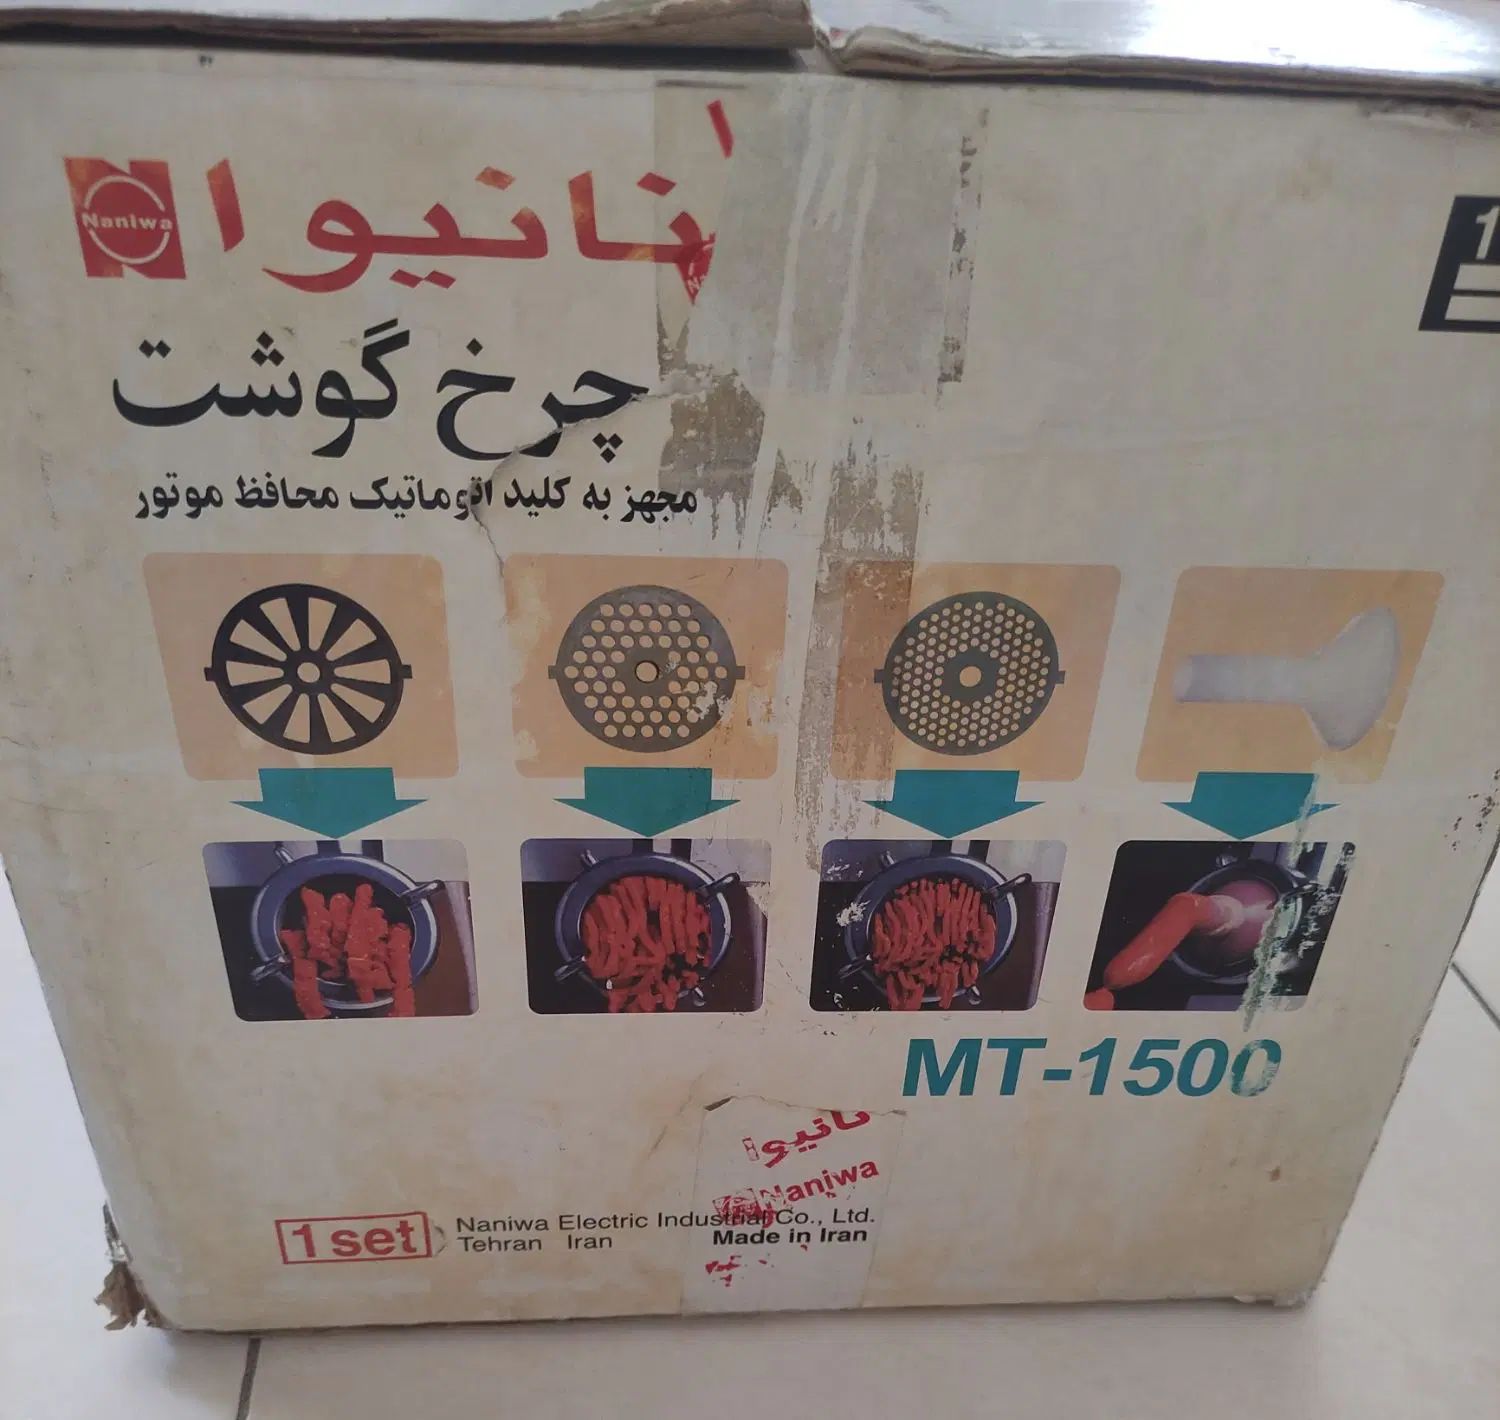 نانیوا
Naniwa
چرخ گوشت
مجهز به کلید اتوماتیک محافظ موتور
MT-1500
نانیوا
Naniwa
1 set
Naniwa Electric Industrial Co., Ltd.
Tehran Iran
Made in Iran